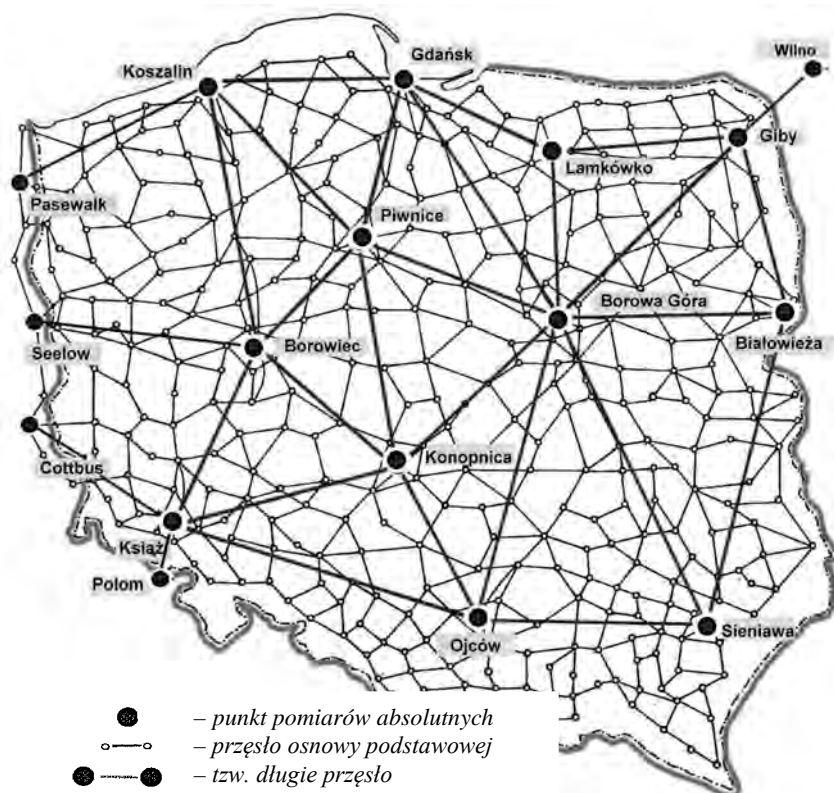 Gdańsk
Wilno
Koszalin
Giby
Lamkówko
Pasewalk
Piwnice
Borowa Góra
Białowieża
Seelow
Borowiec
Konopnica
Cottbus
Książ
Polom
Ojców
Sieniawa
– punkt pomiarów absolutnych
– przęsło osnowy podstawowej
– tzw. długie przęsło